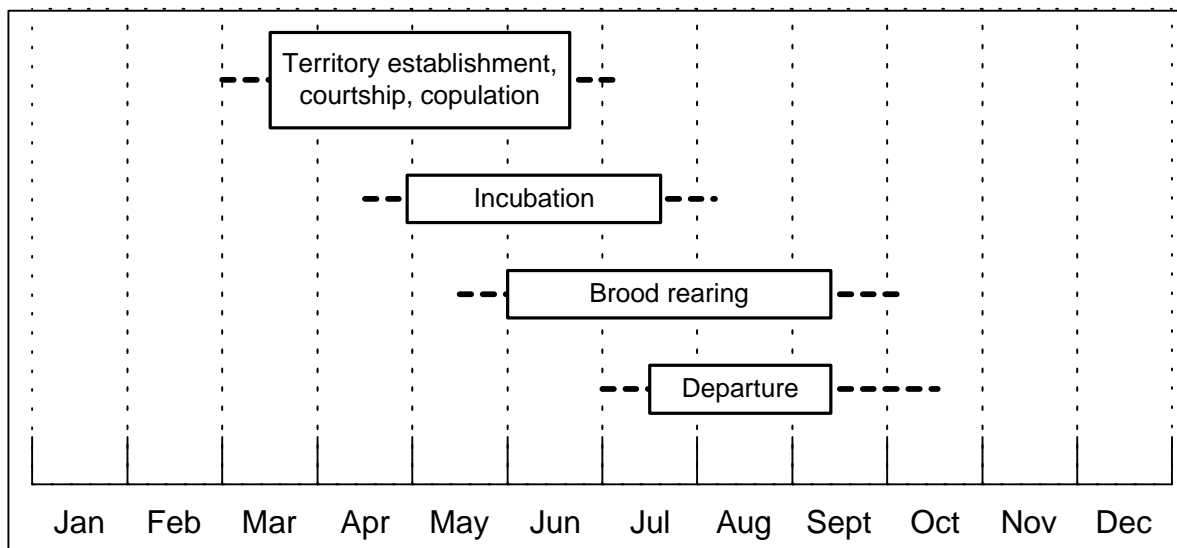 Territory establishment,
courtship, copulation
Incubation
Brood rearing
Departure
Jan Feb Mar Apr May Jun Jul Aug Sept Oct Nov Dec